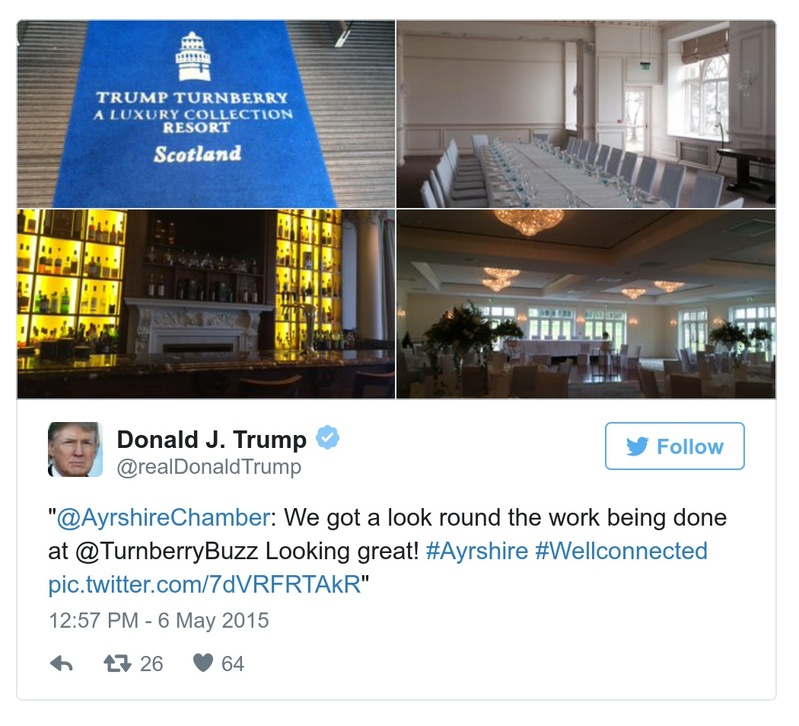 TRUMP TURNBERRY
A LUXURY COLLECTION
RESORT
Scotland
Donald J. Trump
@realDonaldTrump
Follow
"@AyrshireChamber: We got a look round the work being done
at @TurnberryBuzz Looking great! #Ayrshire #Wellconnected
pic.twitter.com/7dVRFRTAkR"
12:57 PM - 6 May 2015
26 64